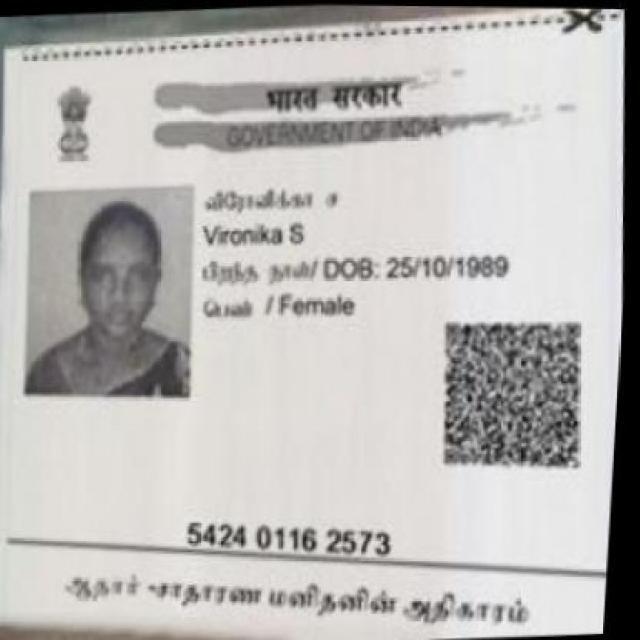 भारत सरकार
GOVERNMENT OF INDIA
Vironika S
பிறந்த நாள்/ DOB: 25/10/1989
பெண் / Female
5424 0116 2573
ஆதார் - சாதாரண மனிதனின் அதிகாரம்